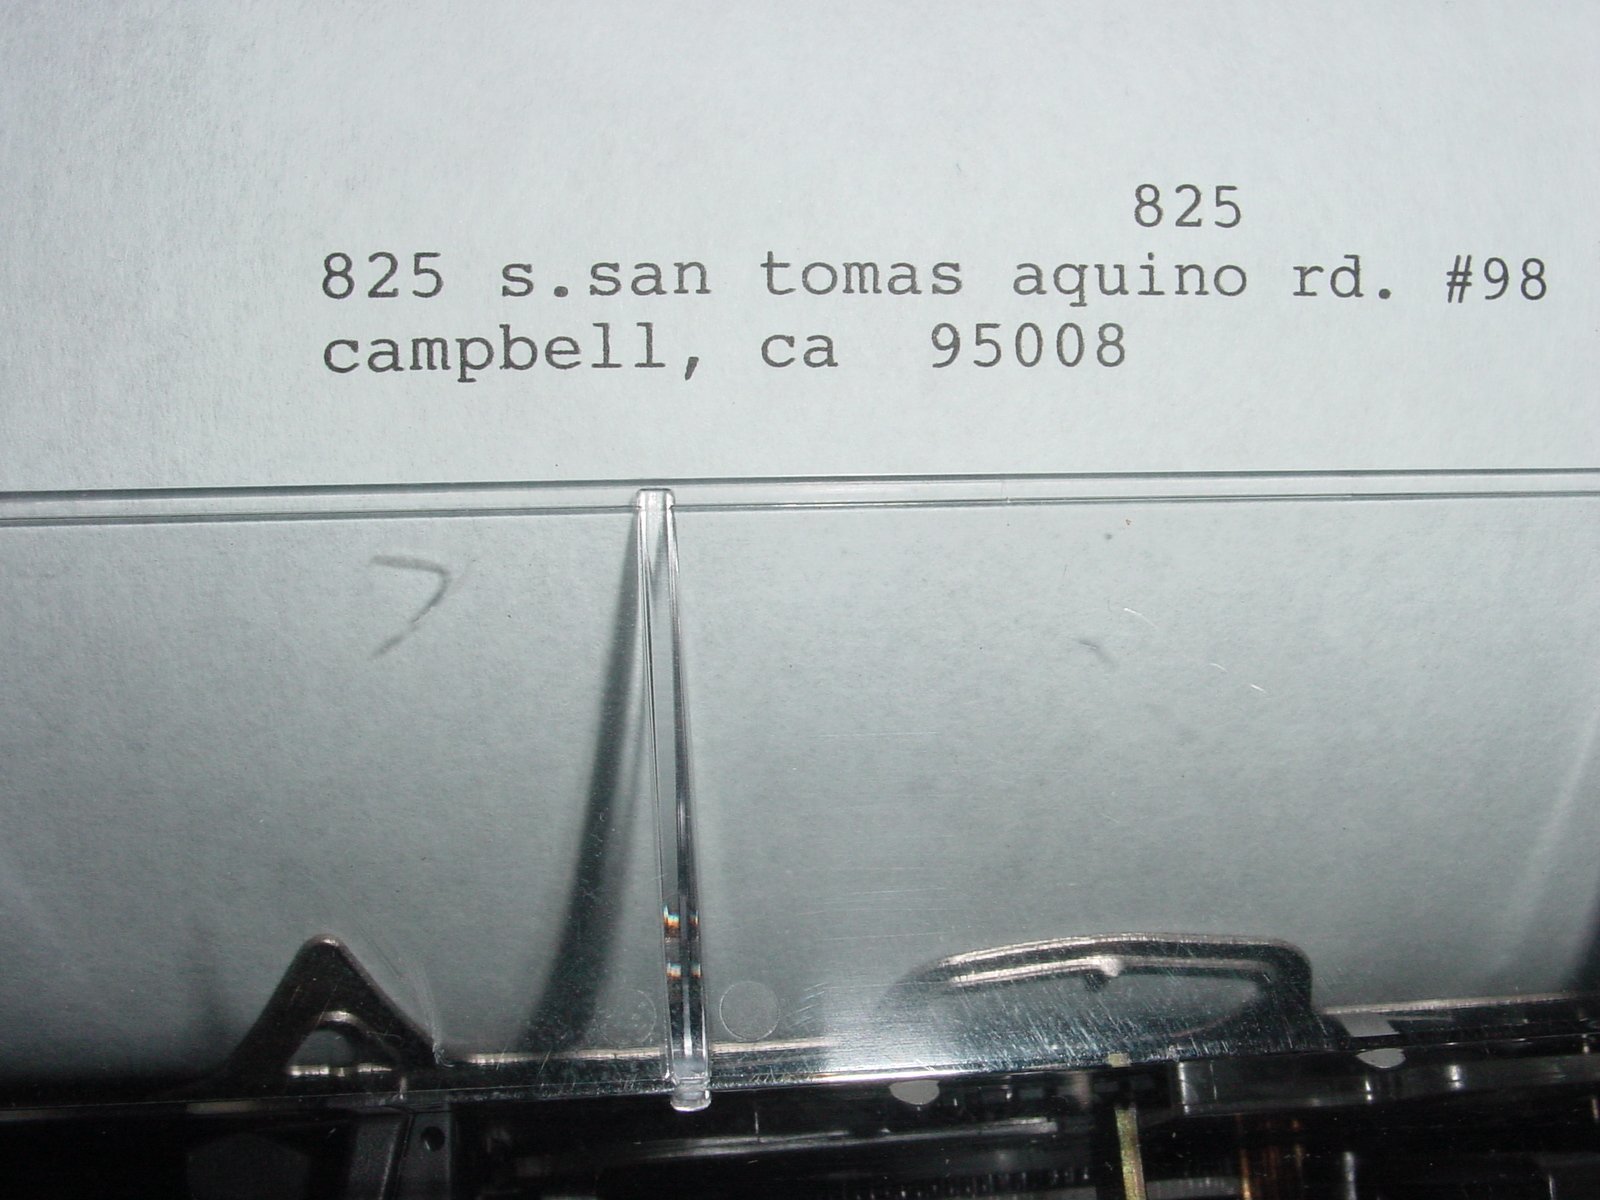 825
825 s.san tomas aquino rd. #98
campbell, ca  95008